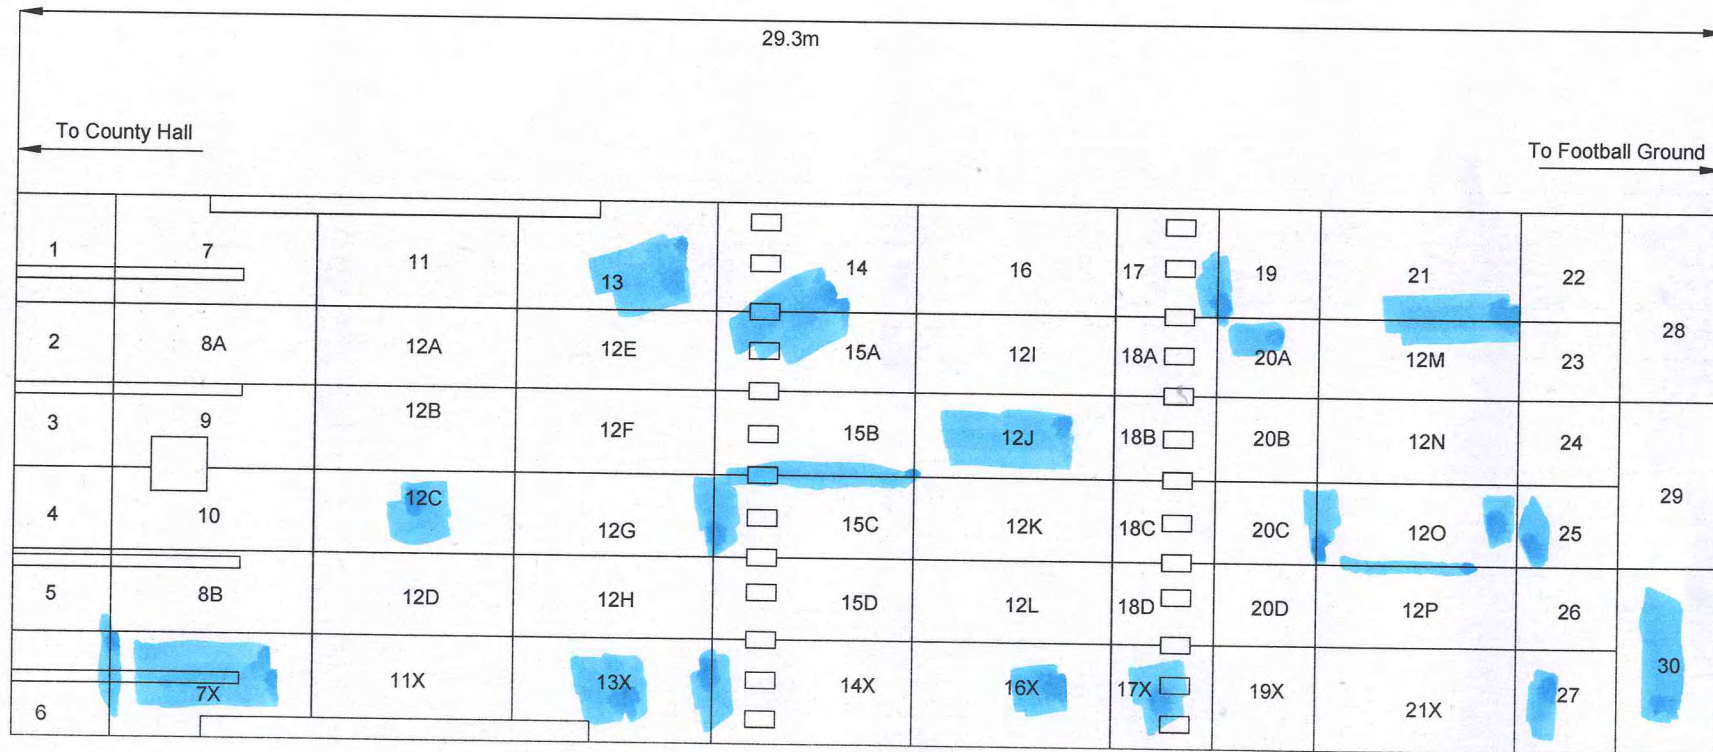 29.3m
To County Hall
To Football Ground
1 7 11 13 14 16 17 19 21 22
28
2 8A 12A 12E 15A 12I 18A 20A 12M 23
3 9 12B 12F 15B 12J 18B 20B 12N 24
29
4 10 12C 12G 15C 12K 18C 20C 12O 25
5 8B 12D 12H 15D 12L 18D 20D 12P 26
30
6 7X 11X 13X 14X 16X 17X 19X 21X 27